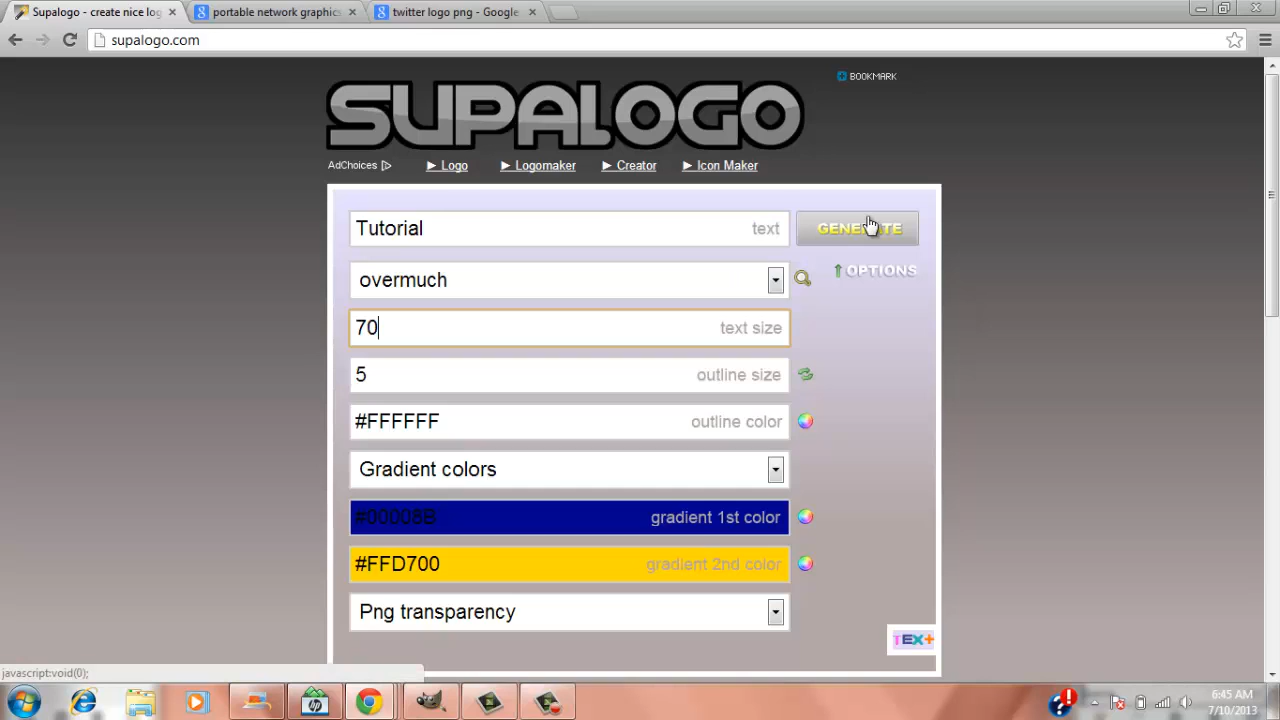 Supalogo - create nice log
portable network graphics
twitter logo png - Google
supalogo.com
BOOKMARK
SUPALOGO
AdChoices
► Logo
► Logomaker
► Creator
► Icon Maker
Tutorial text
GENERATE
overmuch
OPTIONS
70 text size
5 outline size
#FFFFFF outline color
Gradient colors
#00008B gradient 1st color
#FFD700 gradient 2nd color
Png transparency
TEX+
javascript:void(0);
6:45 AM
7/10/2013